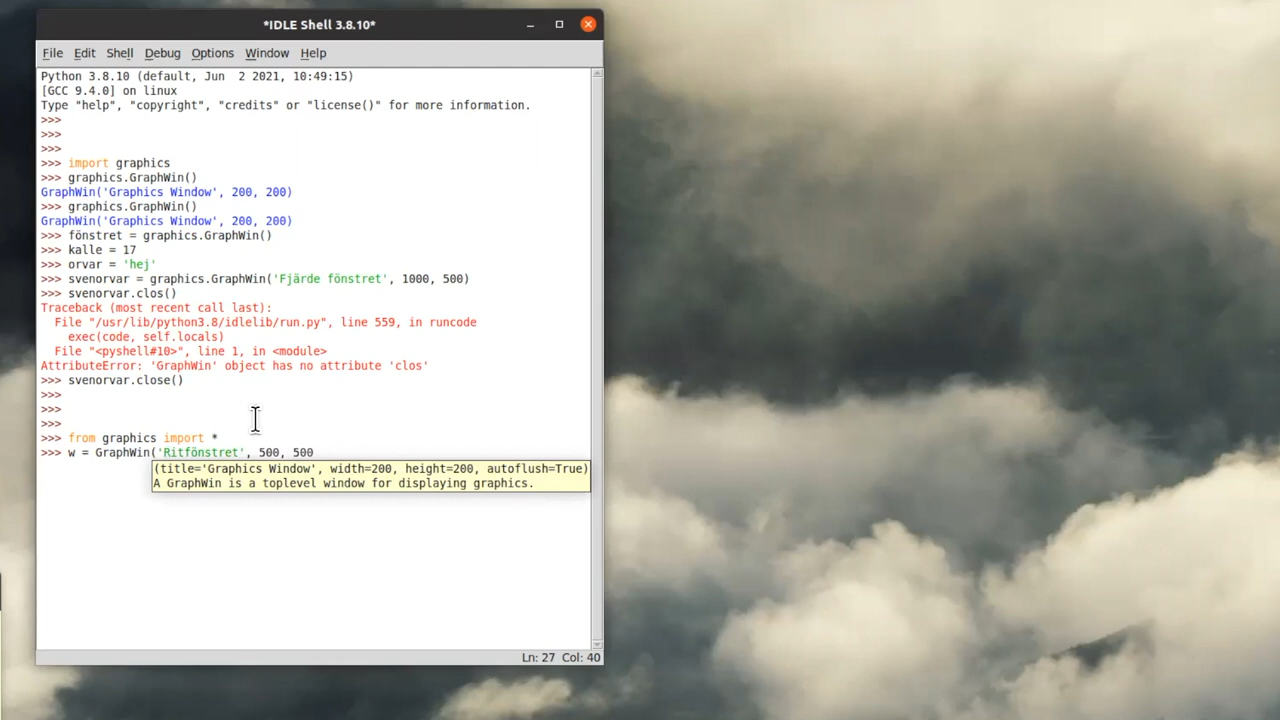 *IDLE Shell 3.8.10*
File Edit Shell Debug Options Window Help
Python 3.8.10 (default, Jun  2 2021, 10:49:15)
[GCC 9.4.0] on linux
Type "help", "copyright", "credits" or "license()" for more information.
>>>
>>>
>>>
>>> import graphics
>>> graphics.GraphWin()
GraphWin('Graphics Window', 200, 200)
>>> graphics.GraphWin()
GraphWin('Graphics Window', 200, 200)
>>> fönstret = graphics.GraphWin()
>>> kalle = 17
>>> orvar = 'hej'
>>> svenorvar = graphics.GraphWin('Fjärde fönstret', 1000, 500)
>>> svenorvar.clos()
Traceback (most recent call last):
  File "/usr/lib/python3.8/idlelib/run.py", line 559, in runcode
    exec(code, self.locals)
  File "<pyshell#10>", line 1, in <module>
AttributeError: 'GraphWin' object has no attribute 'clos'
>>> svenorvar.close()
>>>
>>>
>>>
>>> from graphics import *
>>> w = GraphWin('Ritfönstret', 500, 500
(title='Graphics Window', width=200, height=200, autoflush=True)
A GraphWin is a toplevel window for displaying graphics.
Ln: 27 Col: 40